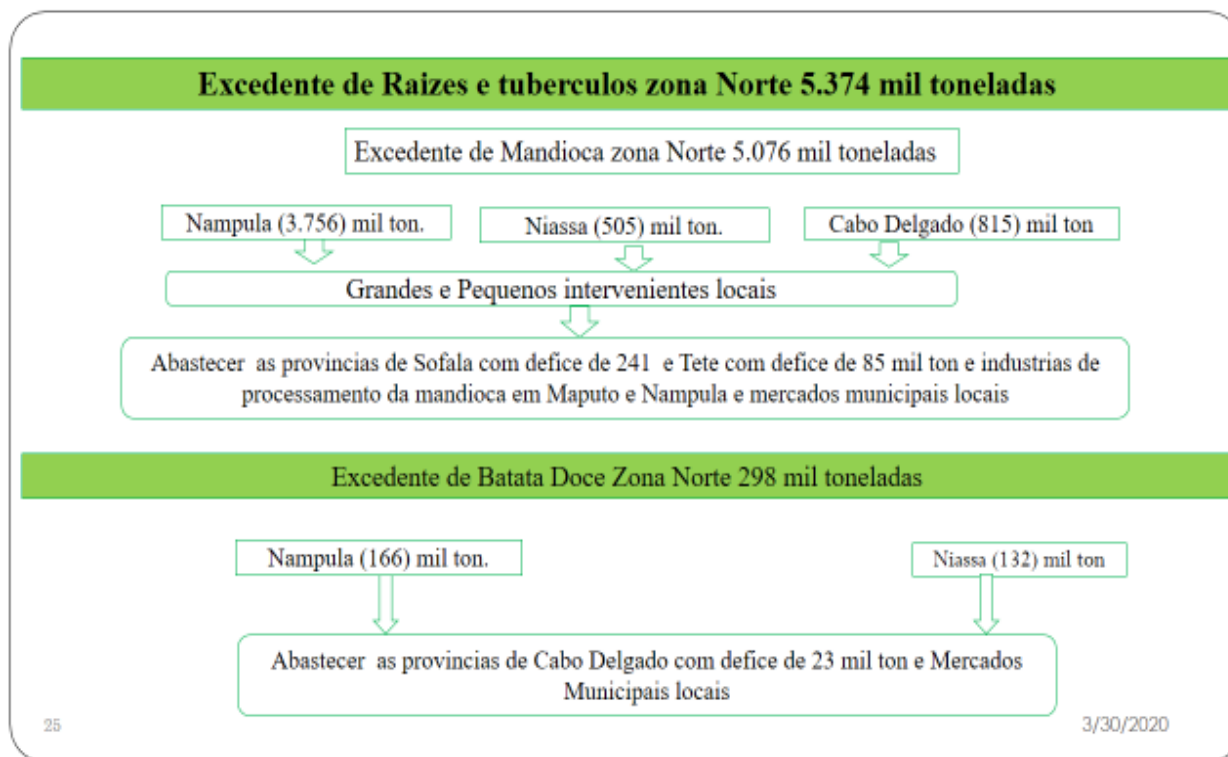 Excedente de Raizes e tuberculos zona Norte 5.374 mil toneladas
Excedente de Mandioca zona Norte 5.076 mil toneladas
Nampula (3.756) mil ton.
Niassa (505) mil ton.
Cabo Delgado (815) mil ton
Grandes e Pequenos intervenientes locais
Abastecer as provincias de Sofala com defice de 241 e Tete com defice de 85 mil ton e industrias de
processamento da mandioca em Maputo e Nampula e mercados municipais locais
Excedente de Batata Doce Zona Norte 298 mil toneladas
Nampula (166) mil ton.
Niassa (132) mil ton
Abastecer as provincias de Cabo Delgado com defice de 23 mil ton e Mercados
Municipais locais
25
3/30/2020